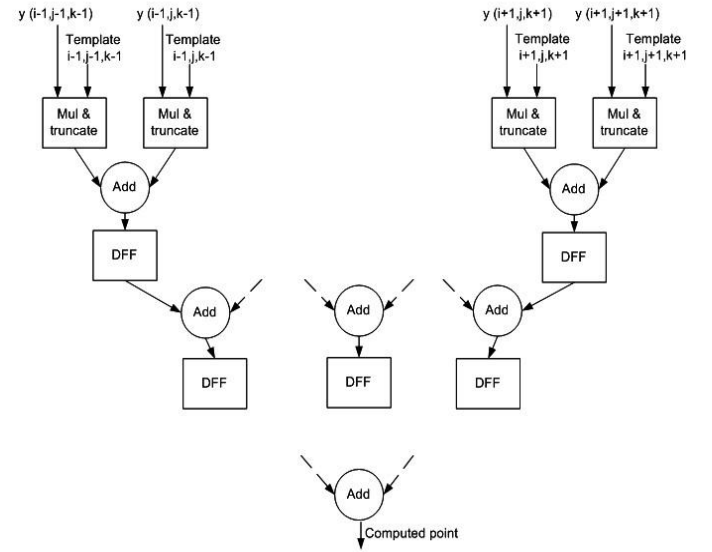 y (i-1,j-1,k-1) y (i-1,j,k-1) y (i+1,j,k+1) y (i+1,j+1,k+1)
Template Template Template Template
i-1,j-1,k-1 i-1,j,k-1 i+1,j,k+1 i+1,j+1,k+1
Mul & Mul & Mul & Mul &
truncate truncate truncate truncate
Add Add
DFF DFF
Add Add Add
DFF DFF DFF
Add
Computed point